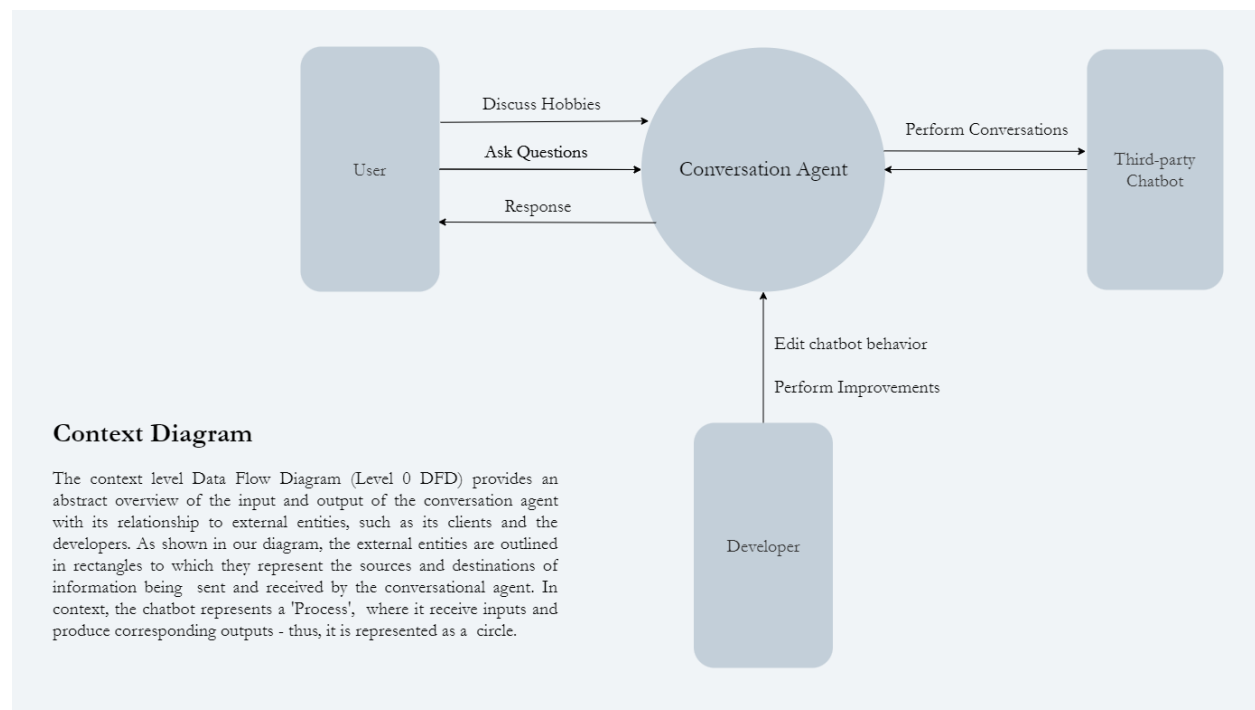 Discuss Hobbies
Ask Questions
Response
User
Conversation Agent
Perform Conversations
Third-party
Chatbot
Edit chatbot behavior
Perform Improvements
Developer
Context Diagram
The context level Data Flow Diagram (Level 0 DFD) provides an
abstract overview of the input and output of the conversation agent
with its relationship to external entities, such as its clients and the
developers. As shown in our diagram, the external entities are outlined
in rectangles to which they represent the sources and destinations of
information being sent and received by the conversational agent. In
context, the chatbot represents a 'Process', where it receive inputs and
produce corresponding outputs - thus, it is represented as a circle.